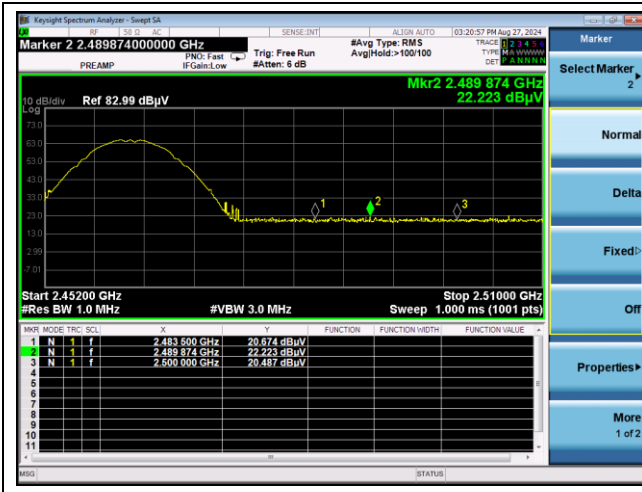 Keysight Spectrum Analyzer - Swept SA
RF 50 Ω AC SENSE:INT ALIGN AUTO 03:20:57 PM Aug 27, 2024
Marker 2 2.489874000000 GHz
PREAMP
PNO: Fast
IFGain:Low
Trig: Free Run
#Atten: 6 dB
#Avg Type: RMS
Avg|Hold:>100/100
TRACE 1 2 3 4 5 6
TYPE M A WWWW
DET P A N N N N
Marker
Select Marker
2
Normal
Delta
Fixed
Off
Properties
More
1 of 2
Mkr2 2.489 874 GHz
22.223 dBµV
10 dB/div Ref 82.99 dBµV
Log
73.0
63.0
53.0
43.0
33.0
23.0
13.0
2.99
-7.01
1
2
3
Start 2.45200 GHz Stop 2.51000 GHz
#Res BW 1.0 MHz #VBW 3.0 MHz Sweep 1.000 ms (1001 pts)
MKR MODE TRC SCL X Y FUNCTION FUNCTION WIDTH FUNCTION VALUE
1 N 1 f 2.483 500 GHz 20.674 dBµV
2 N 1 f 2.489 874 GHz 22.223 dBµV
3 N 1 f 2.500 000 GHz 20.487 dBµV
4
5
6
7
8
9
10
11
MSG STATUS